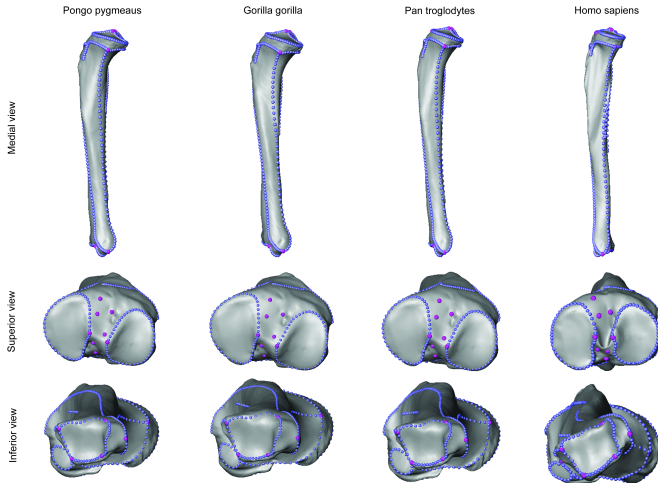 Pongo pygmeaus Gorilla gorilla Pan troglodytes Homo sapiens
Medial view
Superior view
Inferior view